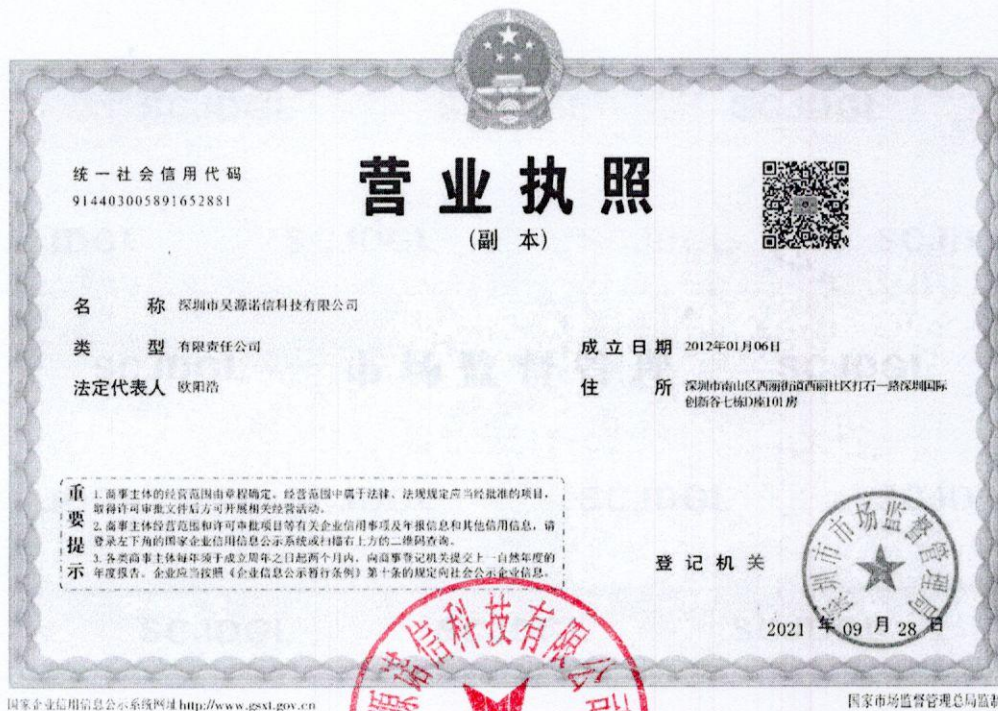 统一社会信用代码
914403005891652881
营业执照
(副 本)
名 称 深圳市昊源诺信科技有限公司
类 型 有限责任公司
法定代表人 欧阳浩
成立日期 2012年01月06日
住 所 深圳市南山区西丽街道西丽社区打石一路深圳国际
创新谷七栋D座101房
重要提示
1.商事主体的经营范围由章程确定。经营范围中属于法律、法规规定应当经批准的项目,
取得许可审批文件后方可开展相关经营活动。
2.商事主体经营范围和许可审批项目等有关企业信用事项及年报信息和其他信用信息,请
登录左下角的国家企业信用信息公示系统或扫描右上方的二维码查询。
3.各类商事主体每年须于成立周年之日起两个月内,向商事登记机关提交上一自然年度的
年度报告。企业应当按照《企业信息公示暂行条例》第十条的规定向社会公示企业信息。
登记机关
深圳市市场监督管理局
2021 年 09 月 28 日
源诺信科技有限公司
国家企业信用信息公示系统网址http://www.gsxt.gov.cn
国家市场监督管理总局监制